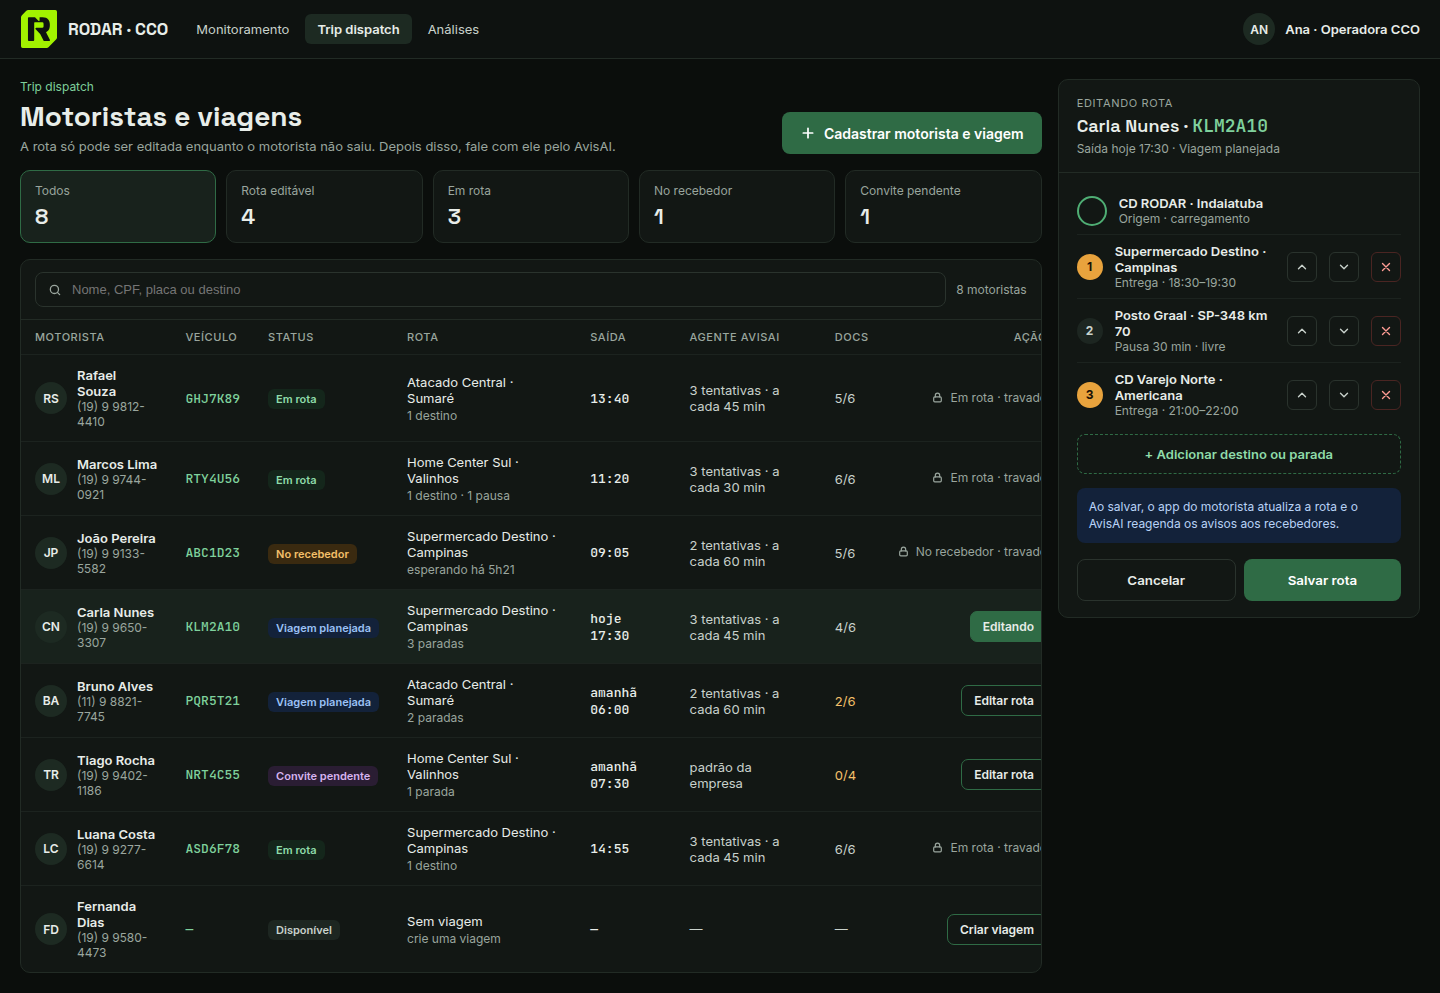 RODAR · CCO
Monitoramento
Trip dispatch
Análises
AN
Ana · Operadora CCO
Trip dispatch
Motoristas e viagens
A rota só pode ser editada enquanto o motorista não saiu. Depois disso, fale com ele pelo AvisAI.
+ Cadastrar motorista e viagem
Todos
8
Rota editável
4
Em rota
3
No recebedor
1
Convite pendente
1
Nome, CPF, placa ou destino
8 motoristas
MOTORISTA VEÍCULO STATUS ROTA SAÍDA AGENTE AVISAI DOCS AÇÃO
RS
Rafael
Souza
(19) 9 9812-
4410
GHJ7K89
Em rota
Atacado Central ·
Sumaré
1 destino
13:40
3 tentativas · a
cada 45 min
5/6
Em rota · travado
ML
Marcos Lima
(19) 9 9744-
0921
RTY4U56
Em rota
Home Center Sul ·
Valinhos
1 destino · 1 pausa
11:20
3 tentativas · a
cada 30 min
6/6
Em rota · travado
JP
João Pereira
(19) 9 9133-
5582
ABC1D23
No recebedor
Supermercado Destino ·
Campinas
esperando há 5h21
09:05
2 tentativas · a
cada 60 min
5/6
No recebedor · travado
CN
Carla Nunes
(19) 9 9650-
3307
KLM2A10
Viagem planejada
Supermercado Destino ·
Campinas
3 paradas
hoje
17:30
3 tentativas · a
cada 45 min
4/6
Editando
BA
Bruno Alves
(11) 9 8821-
7745
PQR5T21
Viagem planejada
Atacado Central ·
Sumaré
2 paradas
amanhã
06:00
2 tentativas · a
cada 60 min
2/6
Editar rota
TR
Tiago Rocha
(19) 9 9402-
1186
NRT4C55
Convite pendente
Home Center Sul ·
Valinhos
1 parada
amanhã
07:30
padrão da
empresa
0/4
Editar rota
LC
Luana Costa
(19) 9 9277-
6614
ASD6F78
Em rota
Supermercado Destino ·
Campinas
1 destino
14:55
3 tentativas · a
cada 45 min
6/6
Em rota · travado
FD
Fernanda
Dias
(19) 9 9580-
4473
—
Disponível
Sem viagem
crie uma viagem
—
—
—
Criar viagem
EDITANDO ROTA
Carla Nunes · KLM2A10
Saída hoje 17:30 · Viagem planejada
CD RODAR · Indaiatuba
Origem · carregamento
1
Supermercado Destino ·
Campinas
Entrega · 18:30–19:30
2
Posto Graal · SP-348 km
70
Pausa 30 min · livre
3
CD Varejo Norte ·
Americana
Entrega · 21:00–22:00
+ Adicionar destino ou parada
Ao salvar, o app do motorista atualiza a rota e o
AvisAI reagenda os avisos aos recebedores.
Cancelar
Salvar rota